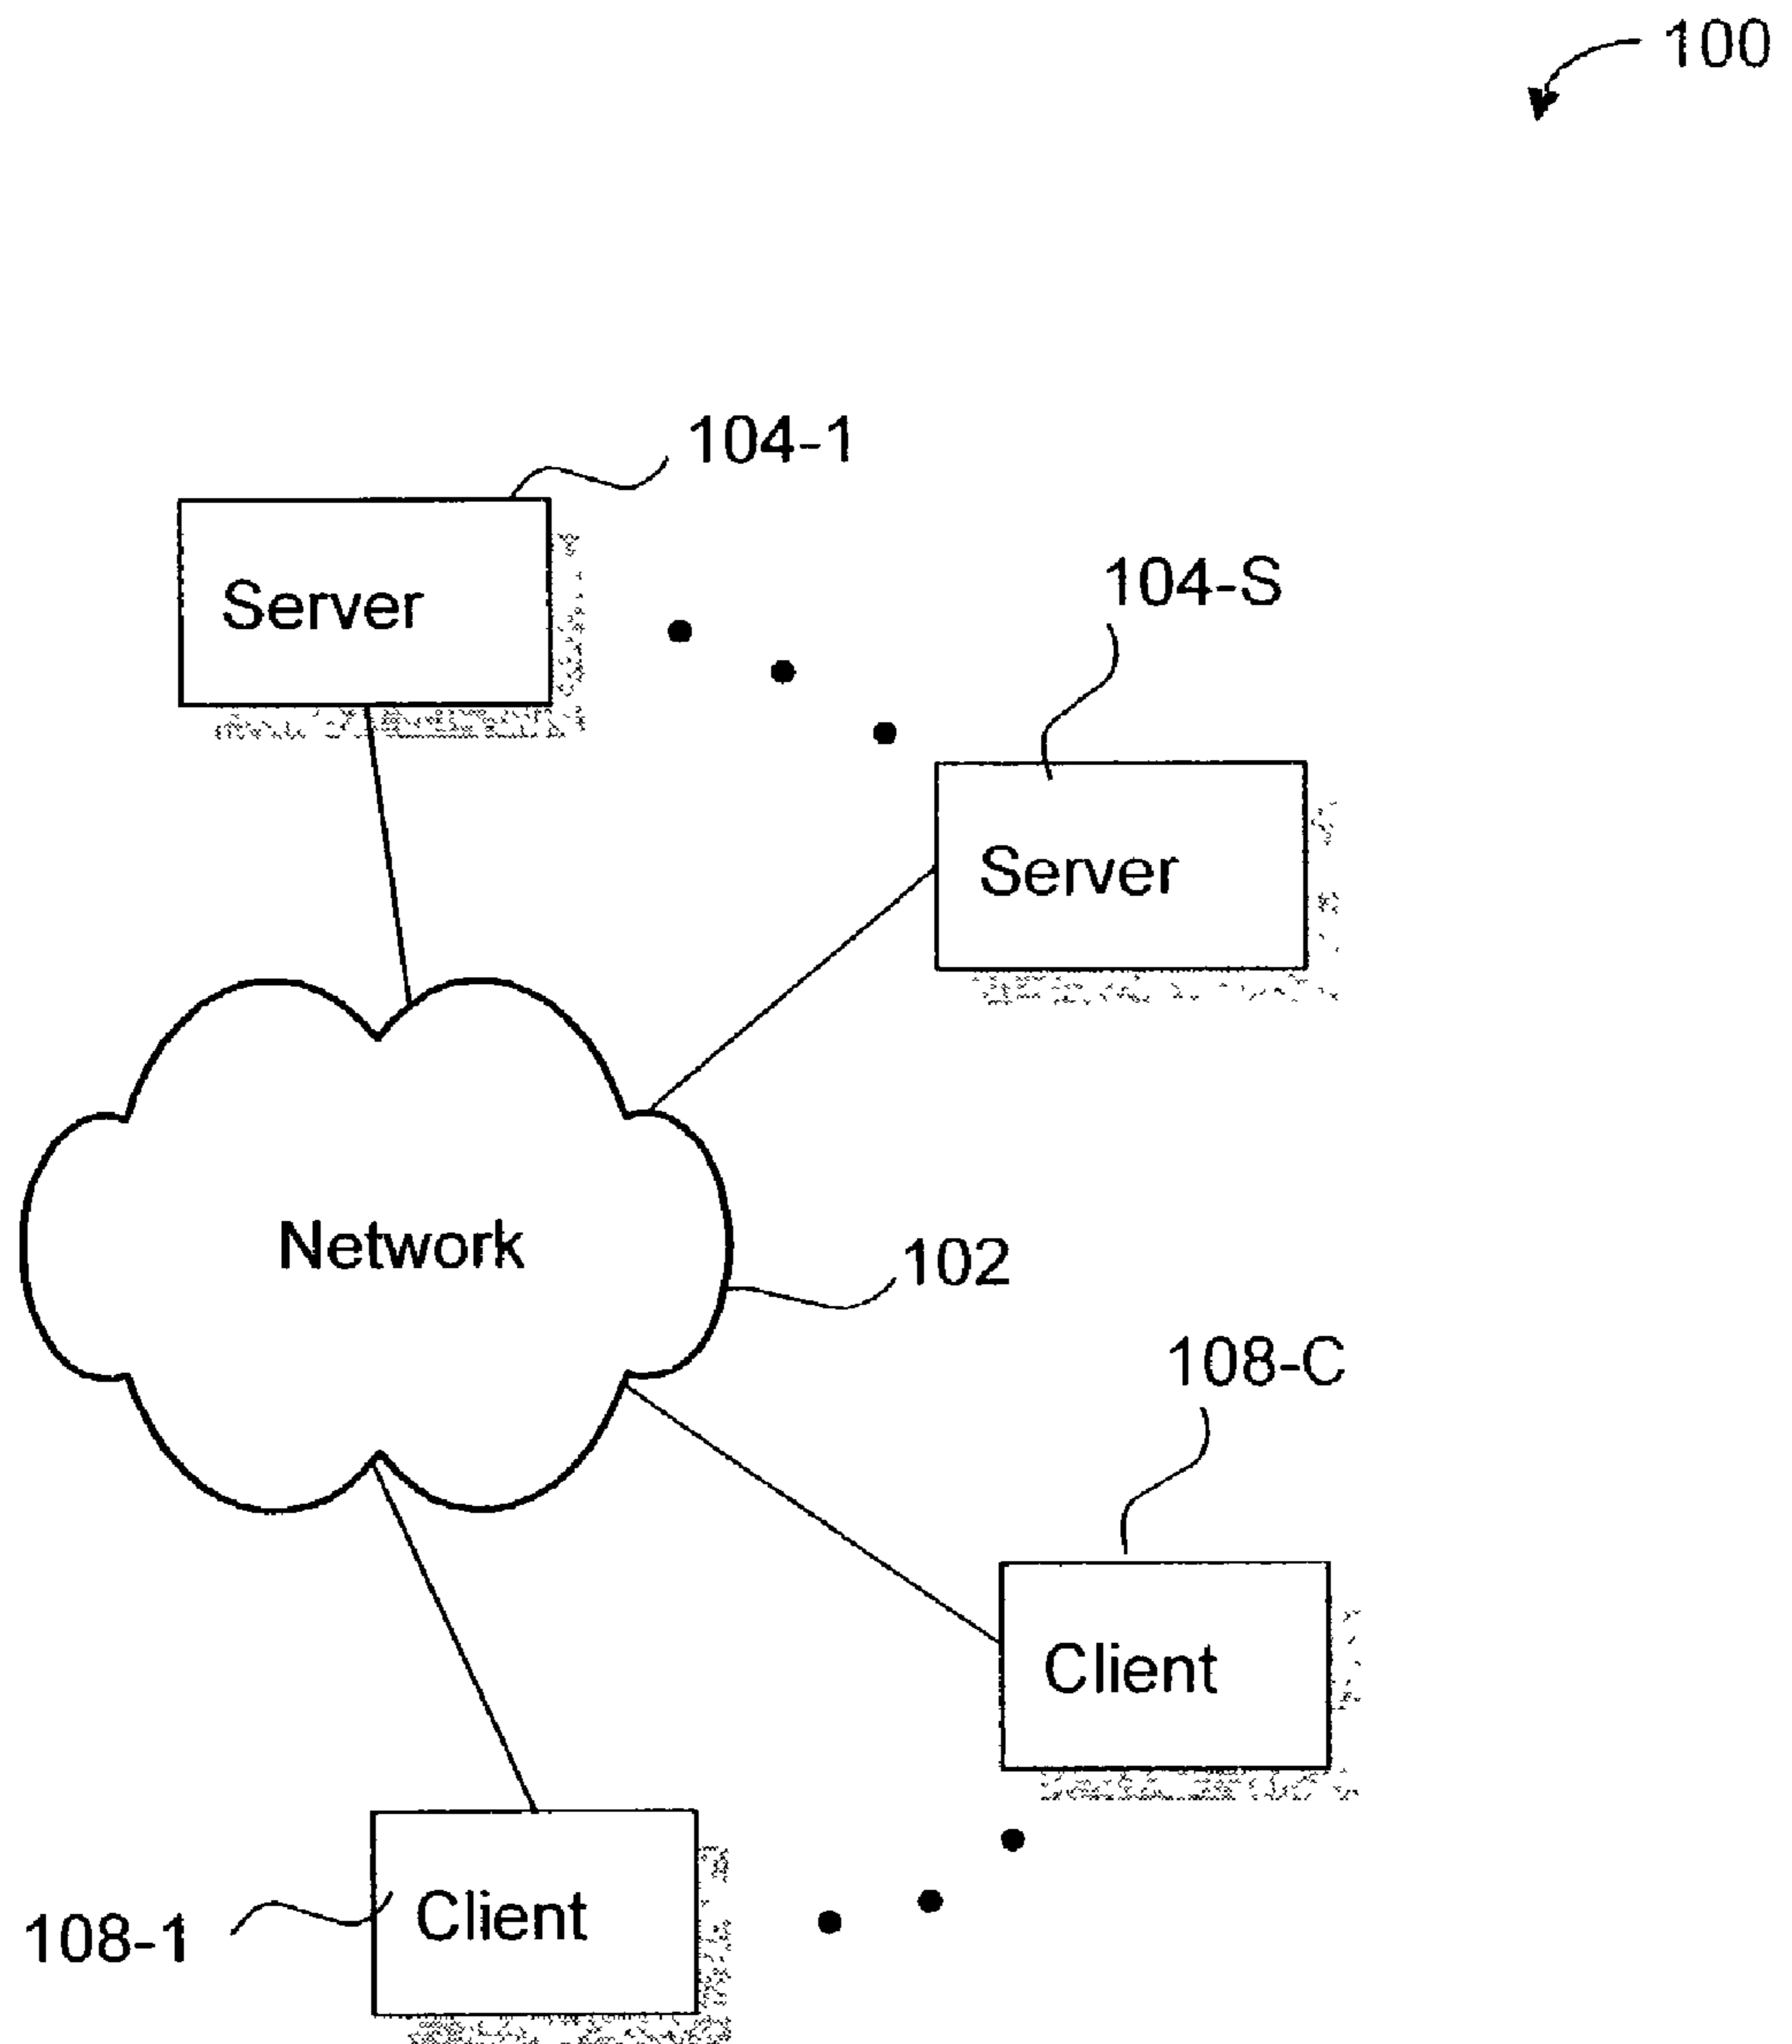 100
104-1
Server
104-S
Server
Network
102
108-C
Client
Client
108-1